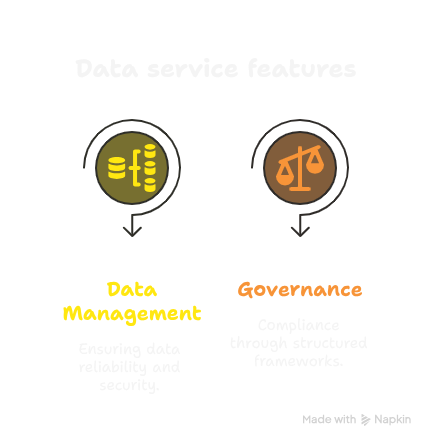 Data service features
Data
Management
Ensuring data
reliability and
security.
Governance
Compliance
through structured
frameworks.
Made with Napkin